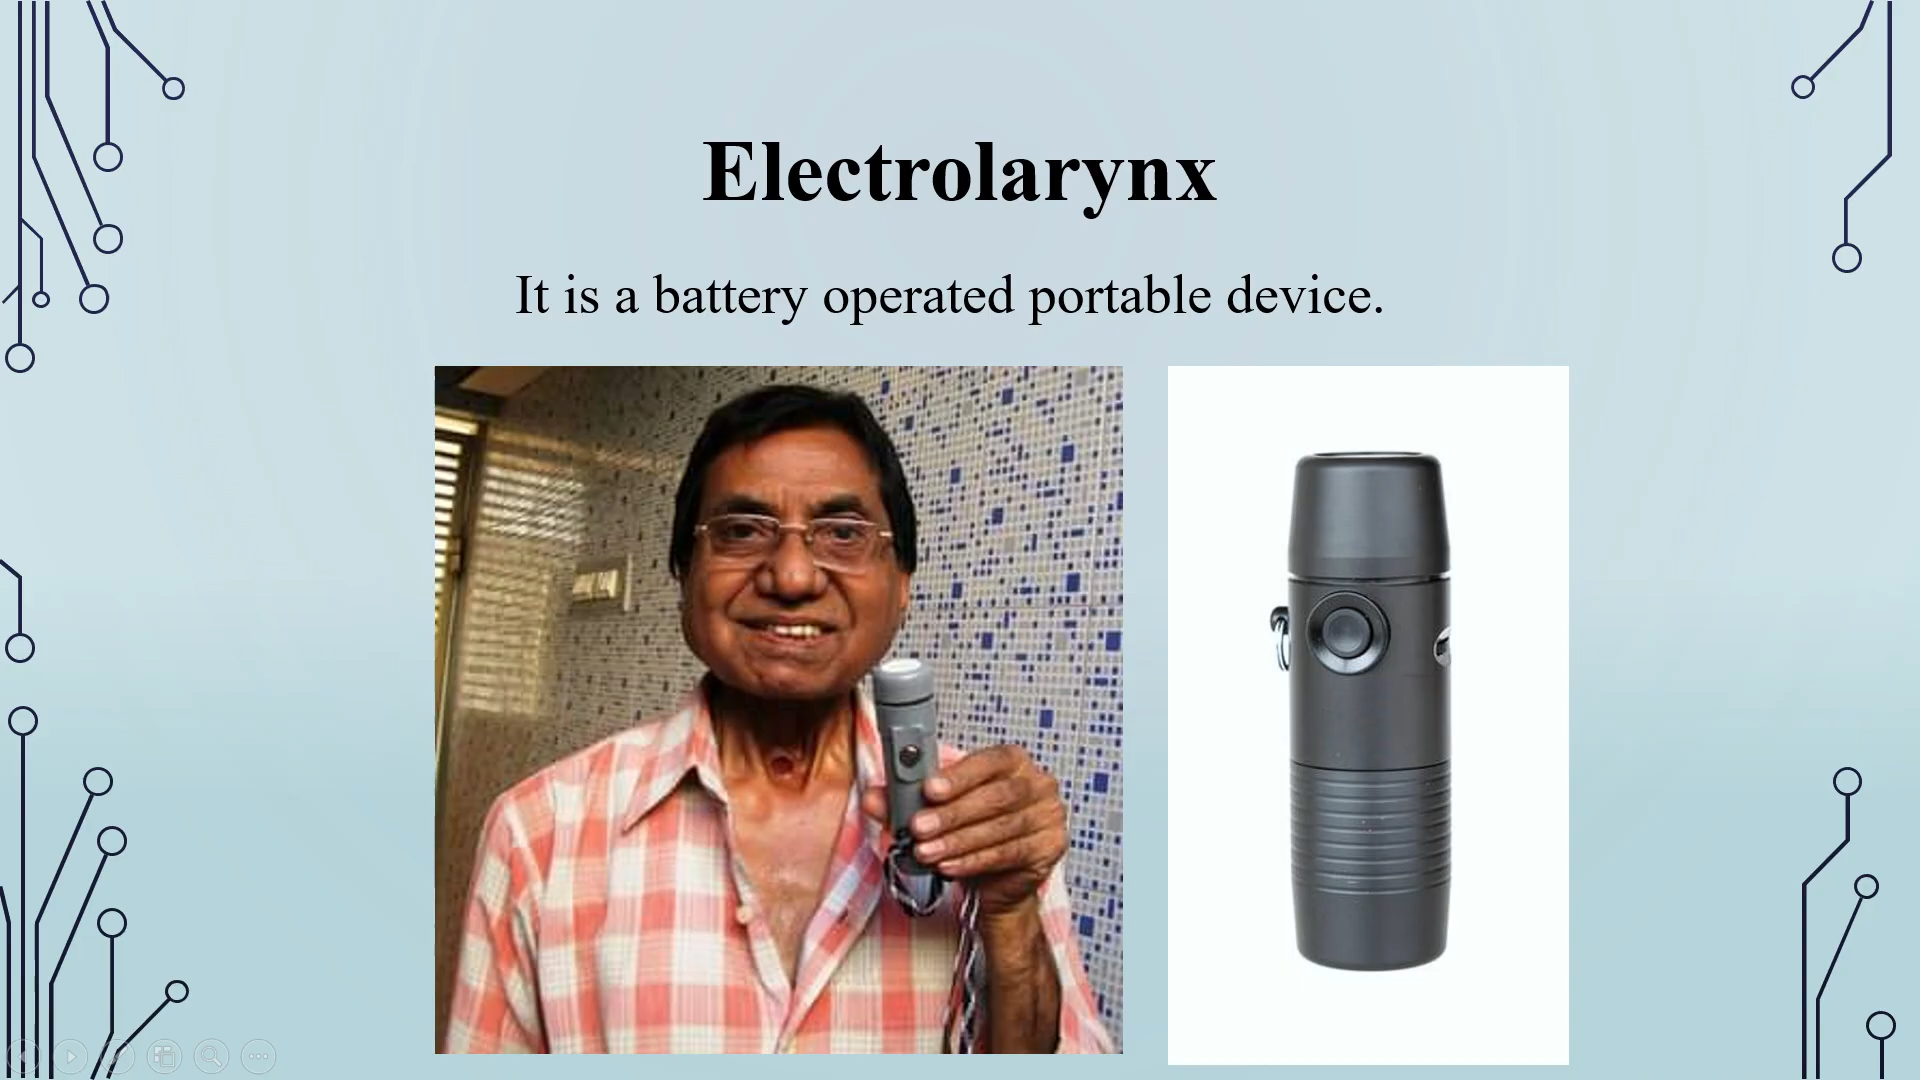 Electrolarynx
It is a battery operated portable device.